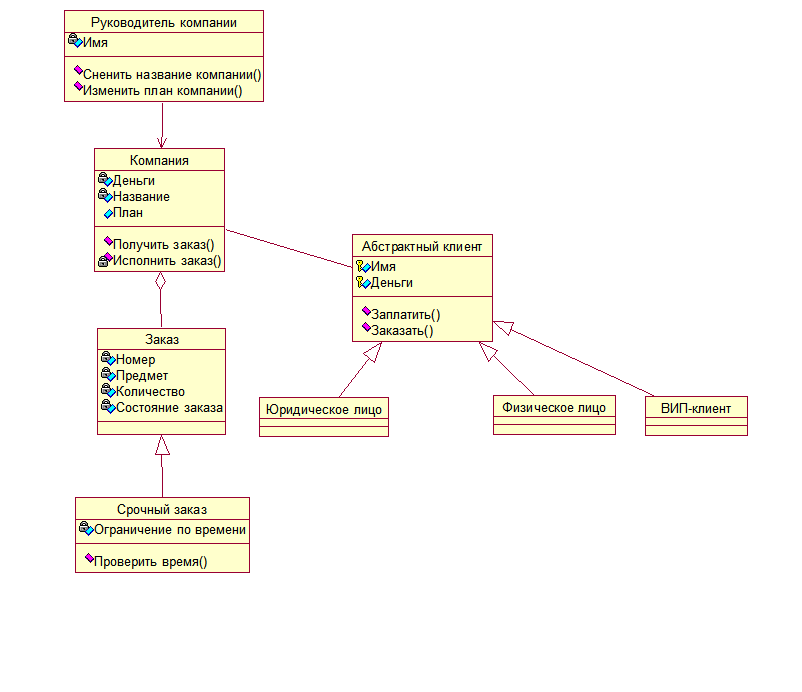 Руководитель компании
Имя
Сненить название компании()
Изменить план компании()
Компания
Деньги
Название
План
Получить заказ()
Исполнить заказ()
Абстрактный клиент
Имя
Деньги
Заплатить()
Заказать()
Заказ
Номер
Предмет
Количество
Состояние заказа
Юридическое лицо
Физическое лицо
ВИП-клиент
Срочный заказ
Ограничение по времени
Проверить время()